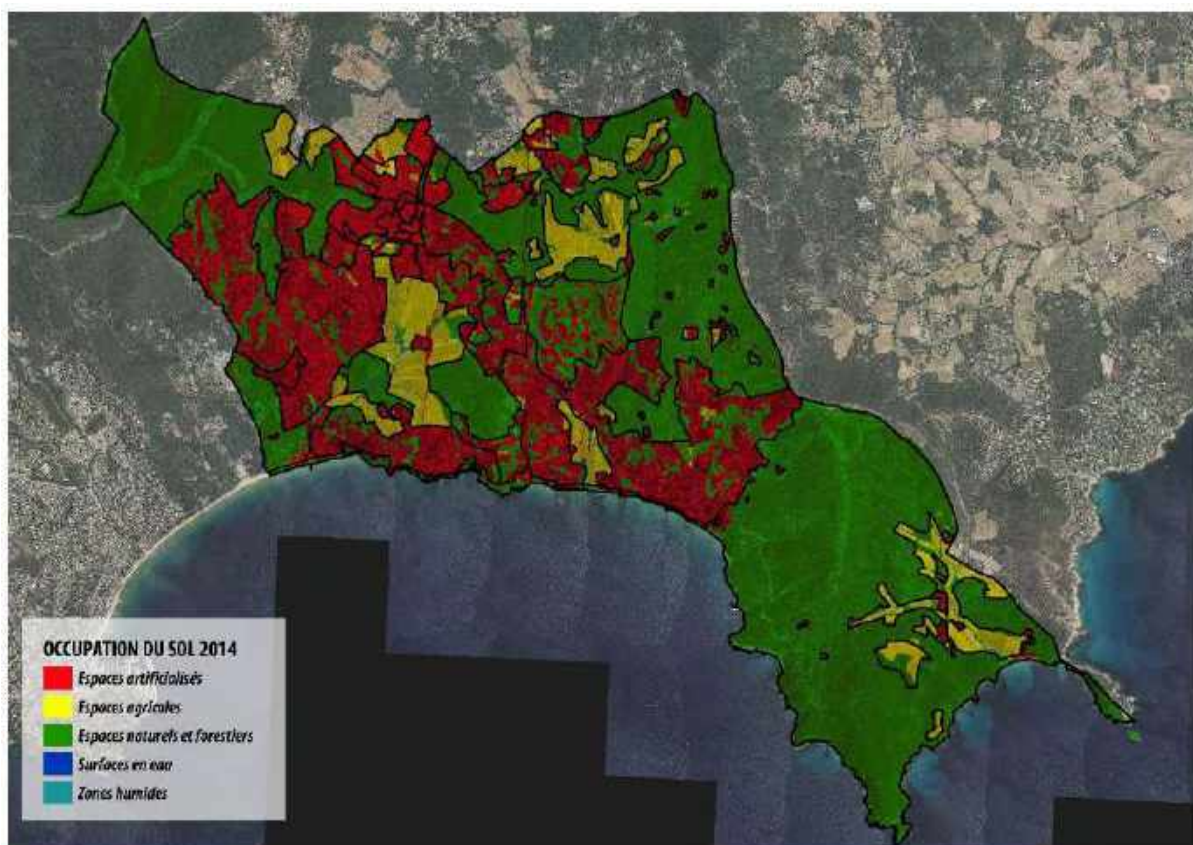 OCCUPATION DU SOL 2014
Espaces artificialisés
Espaces agricoles
Espaces naturels et forestiers
Surfaces en eau
Zones humides